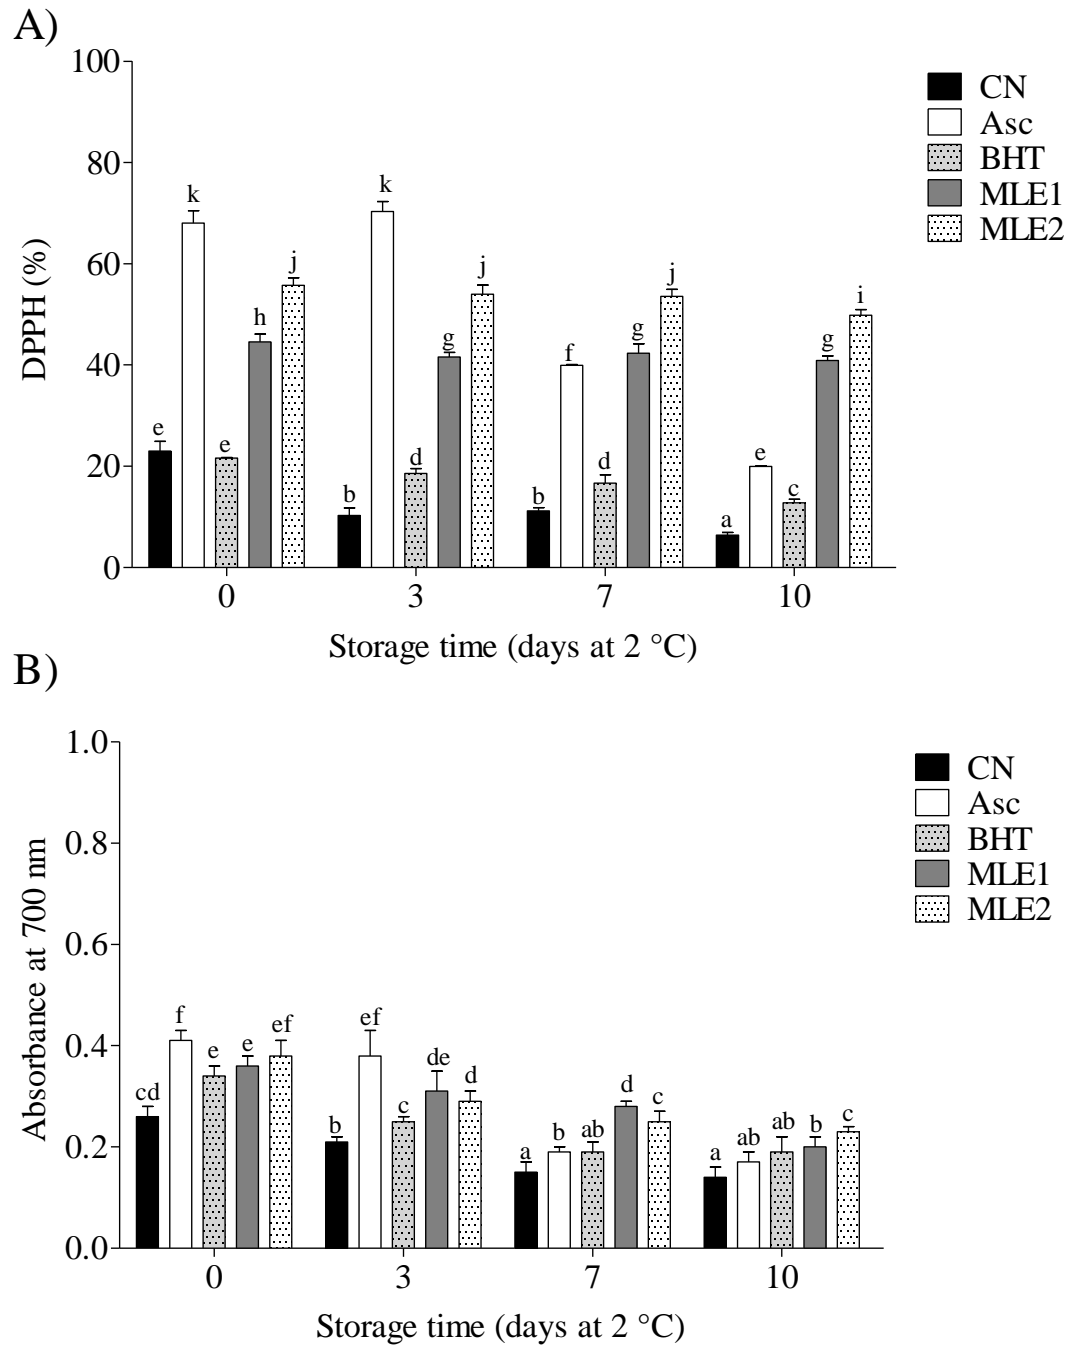 A)
100
80
60
40
20
0
DPPH (%)
k
k
j
j
j
h
i
g
g
g
f
e
e
e
d
d
c
b
b
a
0 3 7 10
Storage time (days at 2 °C)
CN
Asc
BHT
MLE1
MLE2
B)
1.0
0.8
0.6
0.4
0.2
0.0
Absorbance at 700 nm
cd f e e ef
b ef c de d
a b ab d c
a ab ab b c
0 3 7 10
Storage time (days at 2 °C)
CN
Asc
BHT
MLE1
MLE2